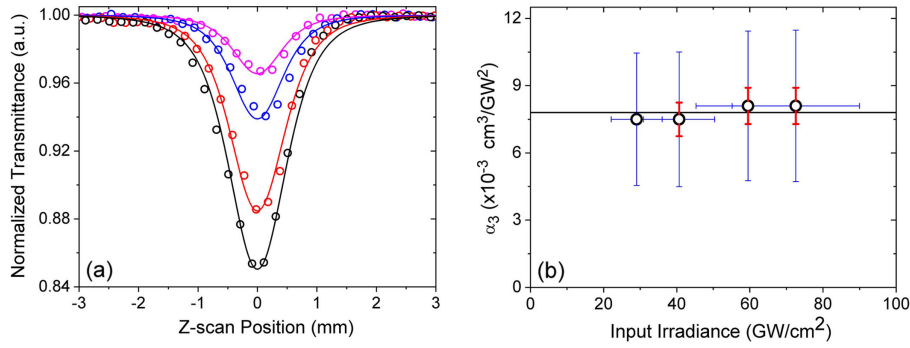 Normalized Transmittance (a.u.)
1.00
0.96
0.92
0.88
0.84
(a)
-3 -2 -1 0 1 2 3
Z-scan Position (mm)
α3 (x10⁻³ cm³/GW²)
12
9
6
3
0
(b)
0 20 40 60 80 100
Input Irradiance (GW/cm²)